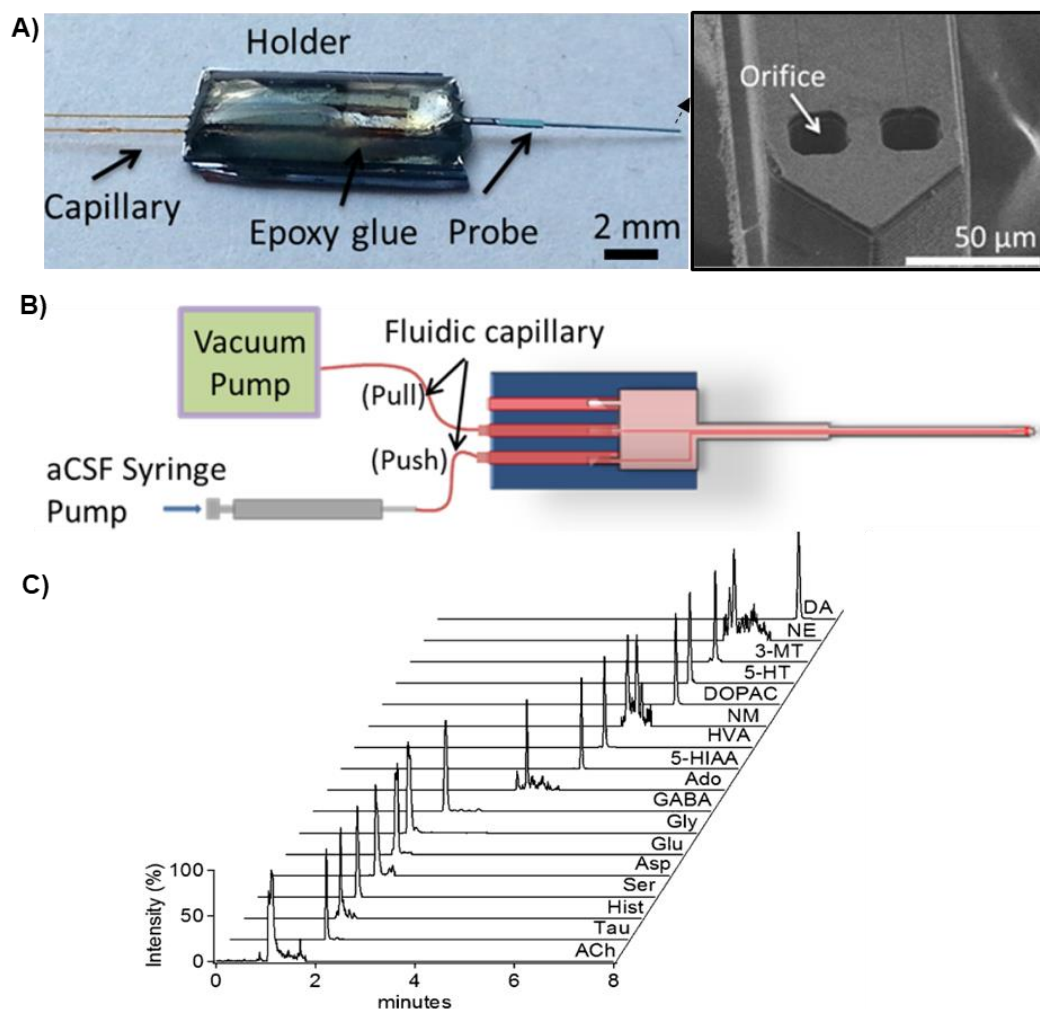 A)
Holder
Capillary
Epoxy glue
Probe
2 mm
Orifice
50 µm
B)
Vacuum
Pump
Fluidic capillary
(Pull)
(Push)
aCSF Syringe
Pump
C)
DA
NE
3-MT
5-HT
DOPAC
NM
HVA
5-HIAA
Ado
GABA
Gly
Glu
Asp
Ser
Hist
Tau
ACh
Intensity (%)
100
50
0
0 2 4 6 8
minutes